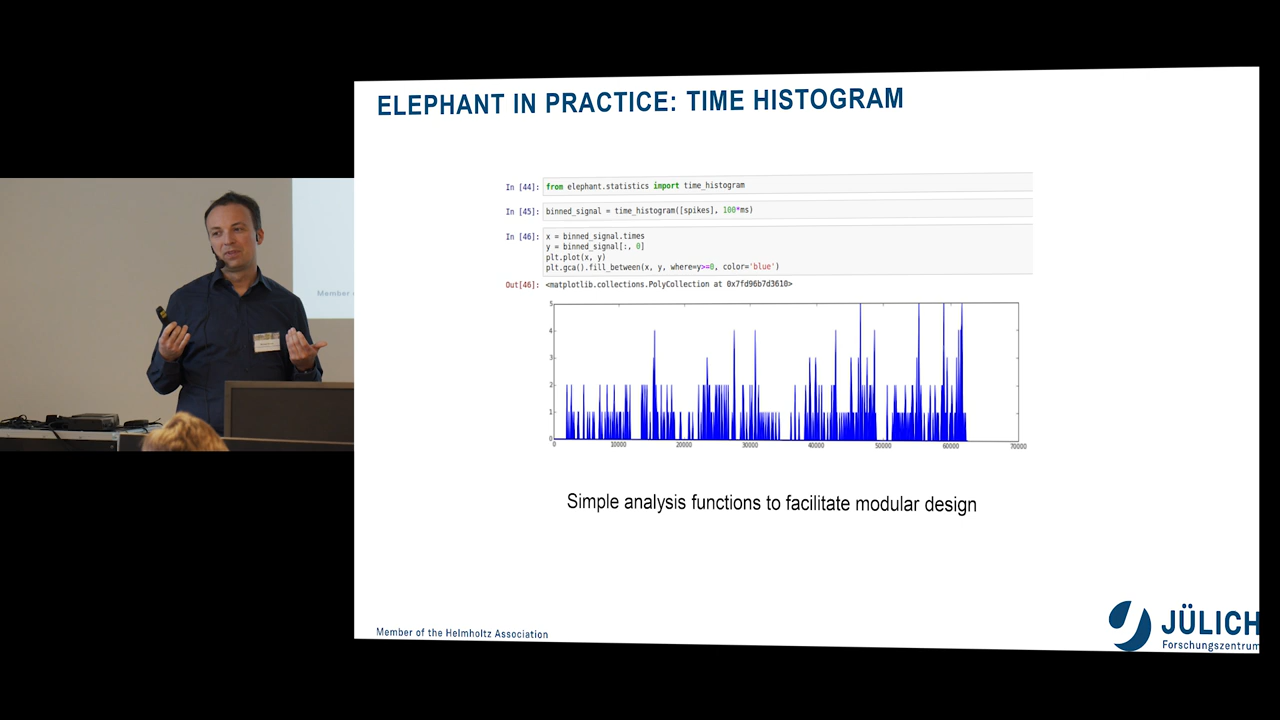 ELEPHANT IN PRACTICE: TIME HISTOGRAM
In [44]: from elephant.statistics import time_histogram
In [45]: binned_signal = time_histogram([spikes], 100*ms)
In [46]: x = binned_signal.times
y = binned_signal[:, 0]
plt.plot(x, y)
plt.gca().fill_between(x, y, where=y>=0, color='blue')
Out[46]: <matplotlib.collections.PolyCollection at 0x7fd96b7d3610>
5
4
3
2
1
0
0 10000 20000 30000 40000 50000 60000 70000
Simple analysis functions to facilitate modular design
Member of the Helmholtz Association
JÜLICH
Forschungszentrum
Member